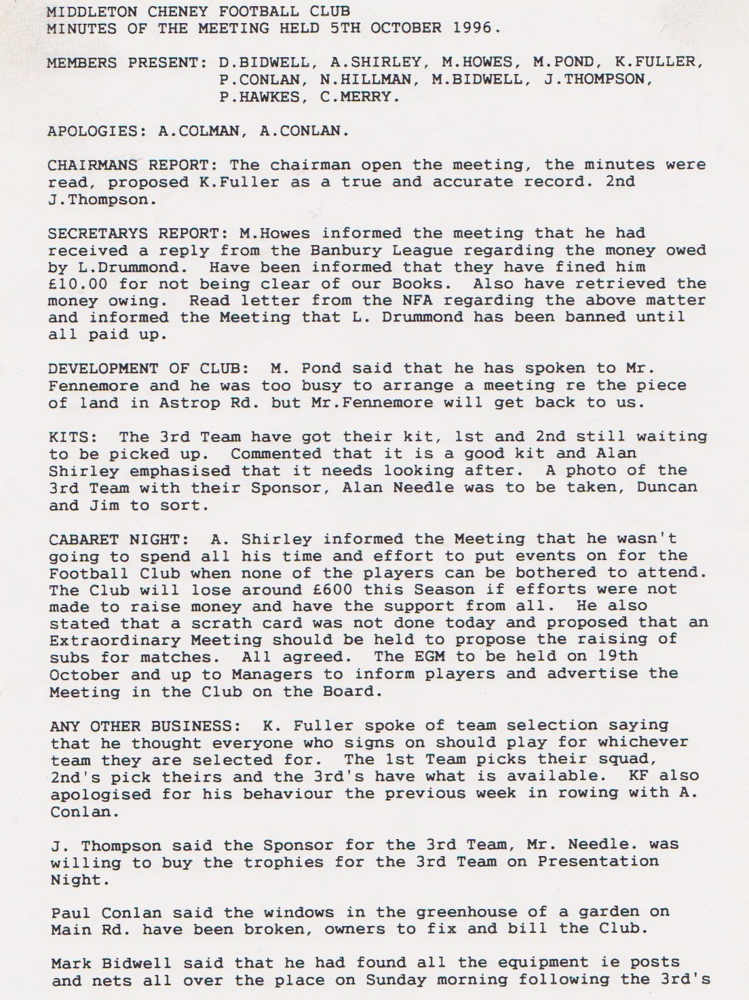 MIDDLETON CHENEY FOOTBALL CLUB
MINUTES OF THE MEETING HELD 5TH OCTOBER 1996.
MEMBERS PRESENT: D.BIDWELL, A.SHIRLEY, M.HOWES, M.POND, K.FULLER,
P.CONLAN, N.HILLMAN, M.BIDWELL, J.THOMPSON,
P.HAWKES, C.MERRY.
APOLOGIES: A.COLMAN, A.CONLAN.
CHAIRMANS REPORT: The chairman open the meeting, the minutes were
read, proposed K.Fuller as a true and accurate record. 2nd
J.Thompson.
SECRETARYS REPORT: M.Howes informed the meeting that he had
received a reply from the Banbury League regarding the money owed
by L.Drummond.  Have been informed that they have fined him
£10.00 for not being clear of our Books.  Also have retrieved the
money owing.  Read letter from the NFA regarding the above matter
and informed the Meeting that L. Drummond has been banned until
all paid up.
DEVELOPMENT OF CLUB:  M. Pond said that he has spoken to Mr.
Fennemore and he was too busy to arrange a meeting re the piece
of land in Astrop Rd. but Mr.Fennemore will get back to us.
KITS:  The 3rd Team have got their kit, 1st and 2nd still waiting
to be picked up.  Commented that it is a good kit and Alan
Shirley emphasised that it needs looking after.  A photo of the
3rd Team with their Sponsor, Alan Needle was to be taken, Duncan
and Jim to sort.
CABARET NIGHT:  A. Shirley informed the Meeting that he wasn't
going to spend all his time and effort to put events on for the
Football Club when none of the players can be bothered to attend.
The Club will lose around £600 this Season if efforts were not
made to raise money and have the support from all.  He also
stated that a scrath card was not done today and proposed that an
Extraordinary Meeting should be held to propose the raising of
subs for matches.  All agreed.  The EGM to be held on 19th
October and up to Managers to inform players and advertise the
Meeting in the Club on the Board.
ANY OTHER BUSINESS:  K. Fuller spoke of team selection saying
that he thought everyone who signs on should play for whichever
team they are selected for.  The 1st Team picks their squad,
2nd's pick theirs and the 3rd's have what is available.  KF also
apologised for his behaviour the previous week in rowing with A.
Conlan.
J. Thompson said the Sponsor for the 3rd Team, Mr. Needle. was
willing to buy the trophies for the 3rd Team on Presentation
Night.
Paul Conlan said the windows in the greenhouse of a garden on
Main Rd. have been broken, owners to fix and bill the Club.
Mark Bidwell said that he had found all the equipment ie posts
and nets all over the place on Sunday morning following the 3rd's